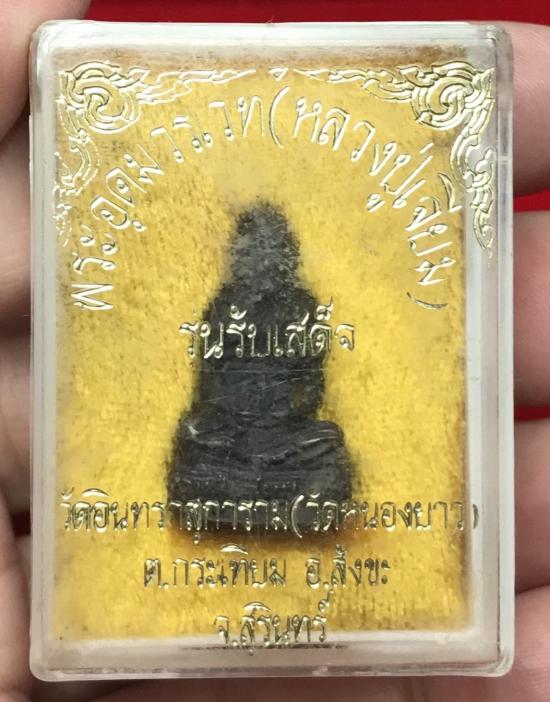 พระอุดมวรเวท(หลวงปู่เจียม)
รุ่นรับเสด็จ
วัดอินทราสุการาม(วัดหนองยาว)
ต.กระเทียม อ.สังขะ
จ.สุรินทร์